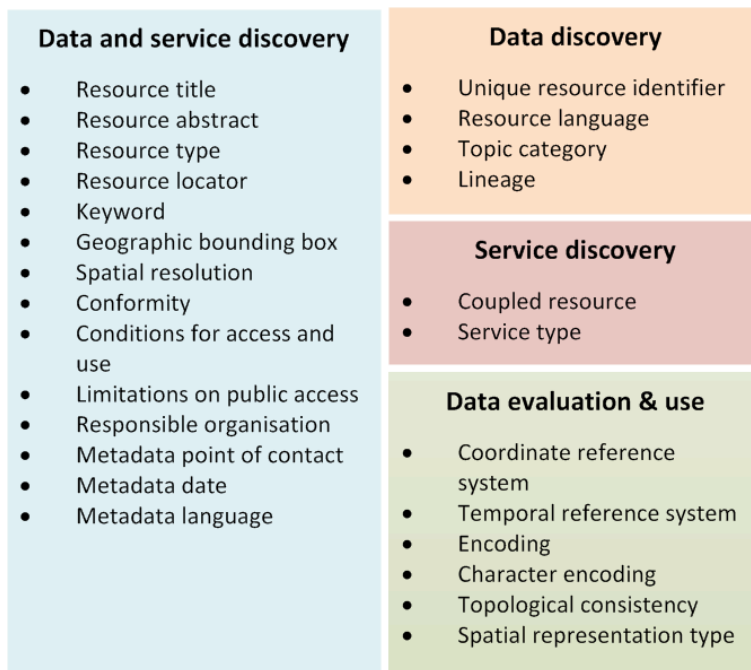 Data and service discovery
• Resource title
• Resource abstract
• Resource type
• Resource locator
• Keyword
• Geographic bounding box
• Spatial resolution
• Conformity
• Conditions for access and
use
• Limitations on public access
• Responsible organisation
• Metadata point of contact
• Metadata date
• Metadata language
Data discovery
• Unique resource identifier
• Resource language
• Topic category
• Lineage
Service discovery
• Coupled resource
• Service type
Data evaluation & use
• Coordinate reference
system
• Temporal reference system
• Encoding
• Character encoding
• Topological consistency
• Spatial representation type